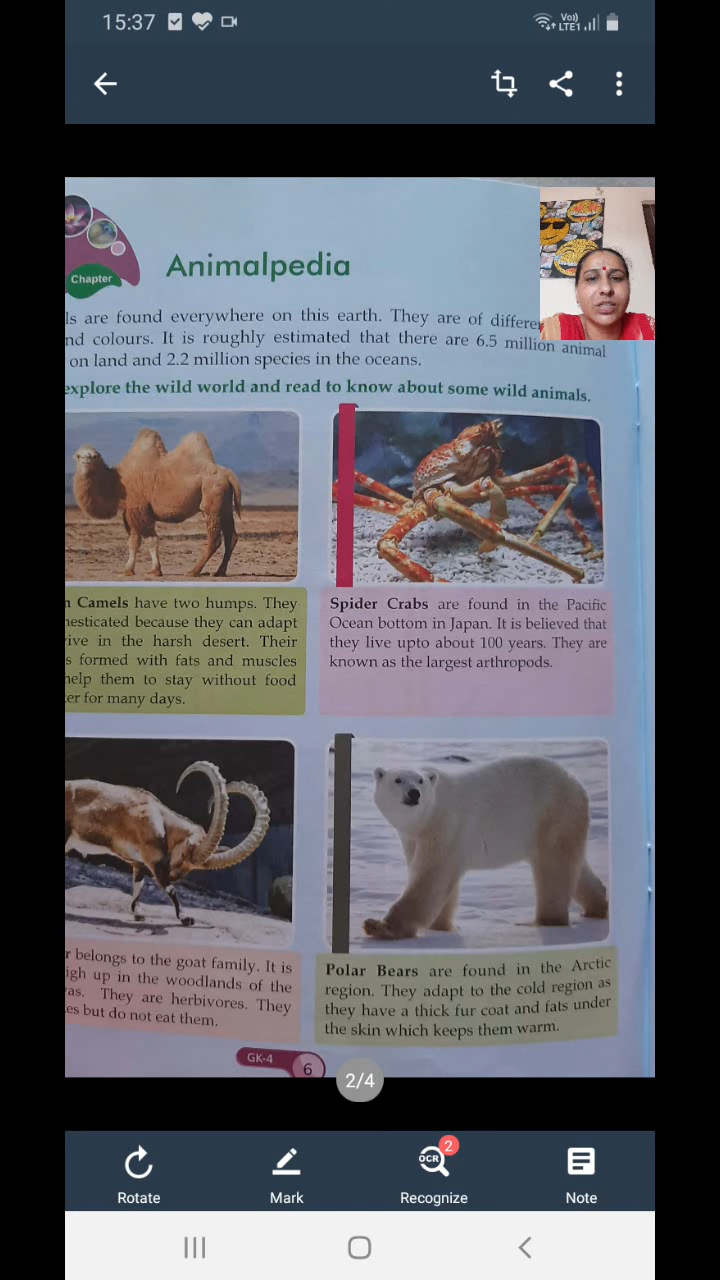 15:37
Vo)) LTE1
Chapter
Animalpedia
ls are found everywhere on this earth. They are of differe
nd colours. It is roughly estimated that there are 6.5 million animal
on land and 2.2 million species in the oceans.
explore the wild world and read to know about some wild animals.
n Camels have two humps. They
nesticated because they can adapt
ive in the harsh desert. Their
s formed with fats and muscles
help them to stay without food
er for many days.
Spider Crabs are found in the Pacific
Ocean bottom in Japan. It is believed that
they live upto about 100 years. They are
known as the largest arthropods.
r belongs to the goat family. It is
igh up in the woodlands of the
as. They are herbivores. They
es but do not eat them.
Polar Bears are found in the Arctic
region. They adapt to the cold region as
they have a thick fur coat and fats under
the skin which keeps them warm.
GK-4
6
2/4
OCR
2
Rotate
Mark
Recognize
Note